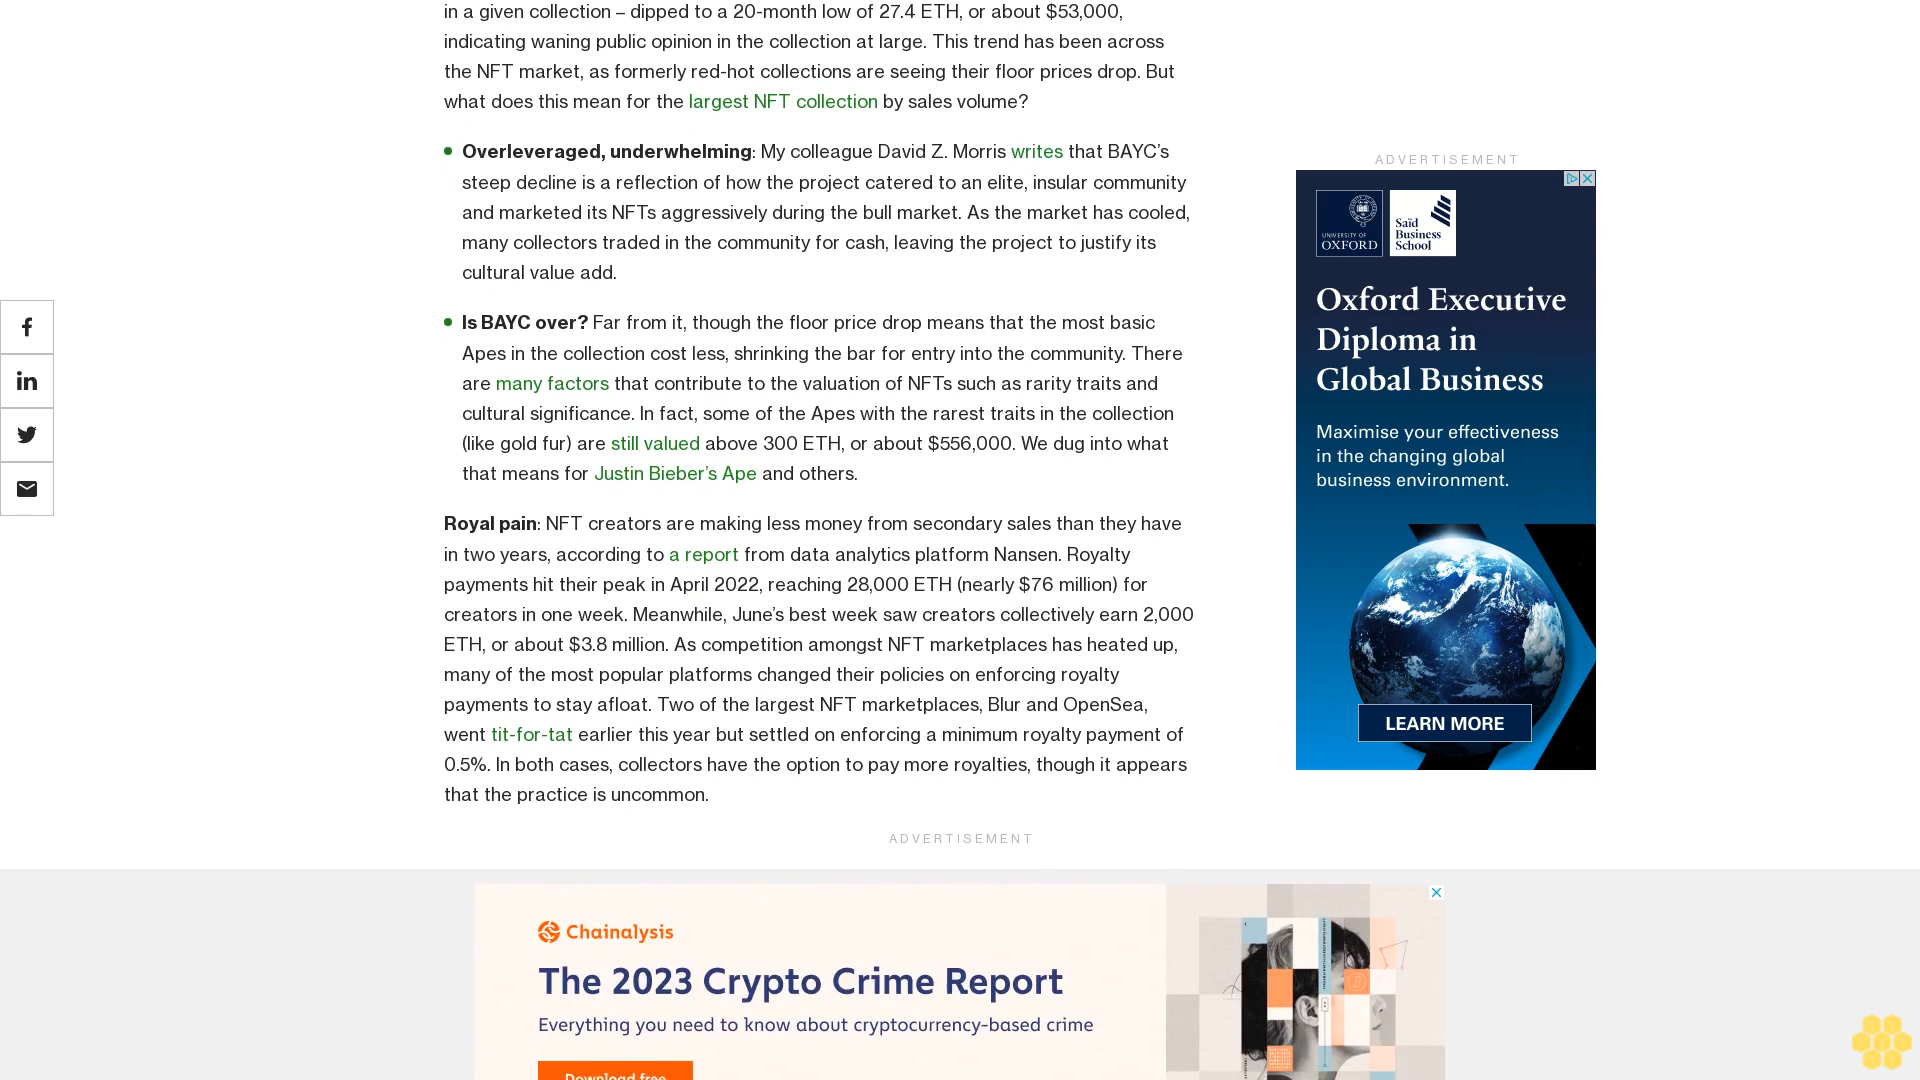 in a given collection – dipped to a 20-month low of 27.4 ETH, or about $53,000,
indicating waning public opinion in the collection at large. This trend has been across
the NFT market, as formerly red-hot collections are seeing their floor prices drop. But
what does this mean for the largest NFT collection by sales volume?
Overleveraged, underwhelming: My colleague David Z. Morris writes that BAYC’s
steep decline is a reflection of how the project catered to an elite, insular community
and marketed its NFTs aggressively during the bull market. As the market has cooled,
many collectors traded in the community for cash, leaving the project to justify its
cultural value add.
Is BAYC over? Far from it, though the floor price drop means that the most basic
Apes in the collection cost less, shrinking the bar for entry into the community. There
are many factors that contribute to the valuation of NFTs such as rarity traits and
cultural significance. In fact, some of the Apes with the rarest traits in the collection
(like gold fur) are still valued above 300 ETH, or about $556,000. We dug into what
that means for Justin Bieber’s Ape and others.
Royal pain: NFT creators are making less money from secondary sales than they have
in two years, according to a report from data analytics platform Nansen. Royalty
payments hit their peak in April 2022, reaching 28,000 ETH (nearly $76 million) for
creators in one week. Meanwhile, June’s best week saw creators collectively earn 2,000
ETH, or about $3.8 million. As competition amongst NFT marketplaces has heated up,
many of the most popular platforms changed their policies on enforcing royalty
payments to stay afloat. Two of the largest NFT marketplaces, Blur and OpenSea,
went tit-for-tat earlier this year but settled on enforcing a minimum royalty payment of
0.5%. In both cases, collectors have the option to pay more royalties, though it appears
that the practice is uncommon.
ADVERTISEMENT
UNIVERSITY OF
OXFORD
Saïd
Business
School
Oxford Executive
Diploma in
Global Business
Maximise your effectiveness
in the changing global
business environment.
LEARN MORE
ADVERTISEMENT
Chainalysis
The 2023 Crypto Crime Report
Everything you need to know about cryptocurrency-based crime
Download free